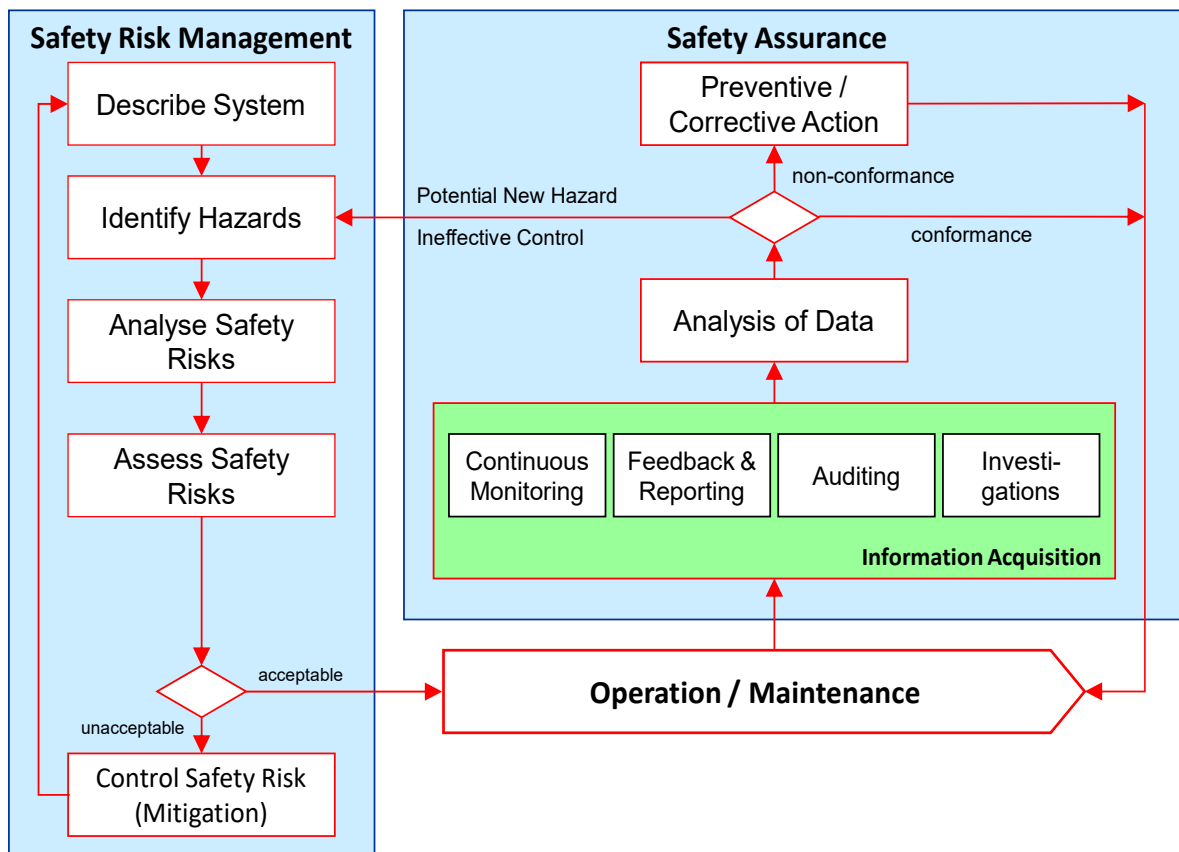 Safety Risk Management
Describe System
Identify Hazards
Analyse Safety
Risks
Assess Safety
Risks
acceptable
unacceptable
Control Safety Risk
(Mitigation)
Safety Assurance
Preventive /
Corrective Action
non-conformance
Potential New Hazard
Ineffective Control
conformance
Analysis of Data
Continuous
Monitoring
Feedback &
Reporting
Auditing
Investi-
gations
Information Acquisition
Operation / Maintenance